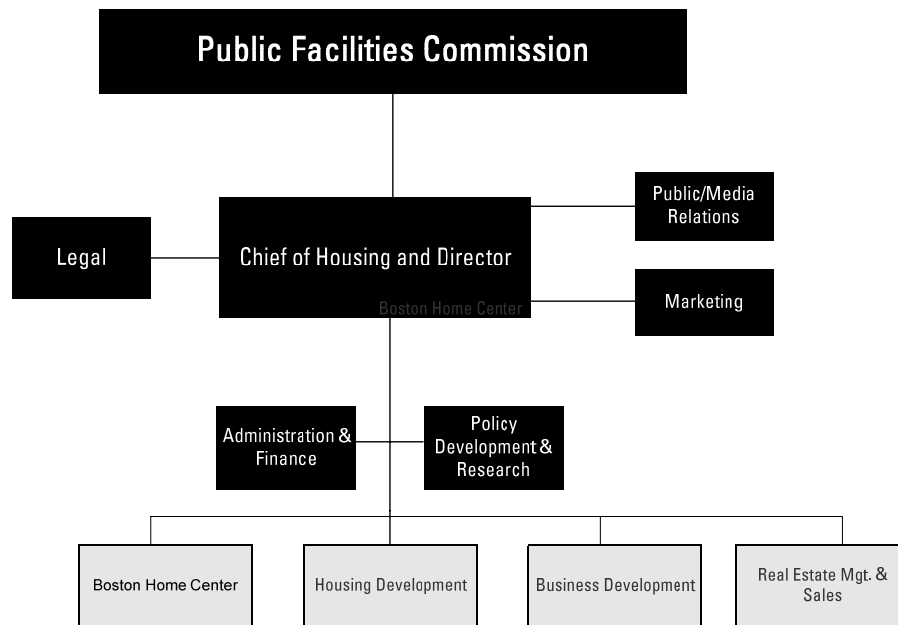 Public Facilities Commission
Public/Media
Relations
Legal
Chief of Housing and Director
Boston Home Center
Marketing
Administration &
Finance
Policy
Development &
Research
Boston Home Center
Housing Development
Business Development
Real Estate Mgt. &
Sales